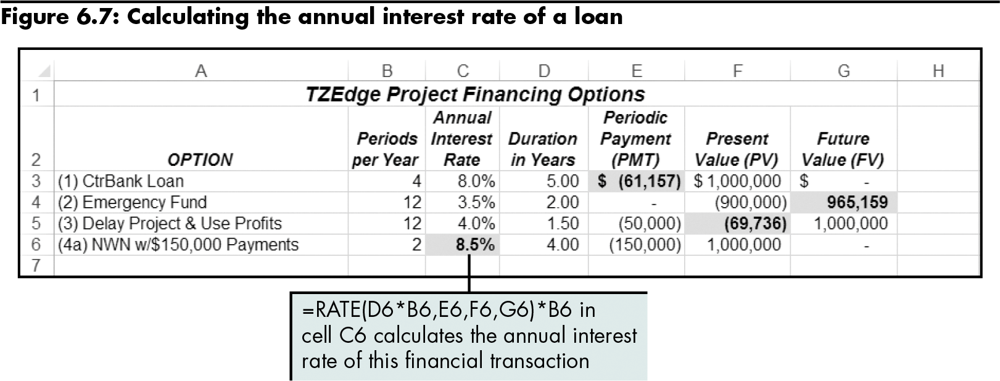 Figure 6.7: Calculating the annual interest rate of a loan
A B C D E F G H
1 TZEdge Project Financing Options
Annual Periodic
Periods Interest Duration Payment Present Future
2 OPTION per Year Rate in Years (PMT) Value (PV) Value (FV)
3 (1) CtrBank Loan 4 8.0% 5.00 $ (61,157) $ 1,000,000 $ -
4 (2) Emergency Fund 12 3.5% 2.00 - (900,000) 965,159
5 (3) Delay Project & Use Profits 12 4.0% 1.50 (50,000) (69,736) 1,000,000
6 (4a) NWN w/$150,000 Payments 2 8.5% 4.00 (150,000) 1,000,000 -
7
=RATE(D6*B6,E6,F6,G6)*B6 in
cell C6 calculates the annual interest
rate of this financial transaction